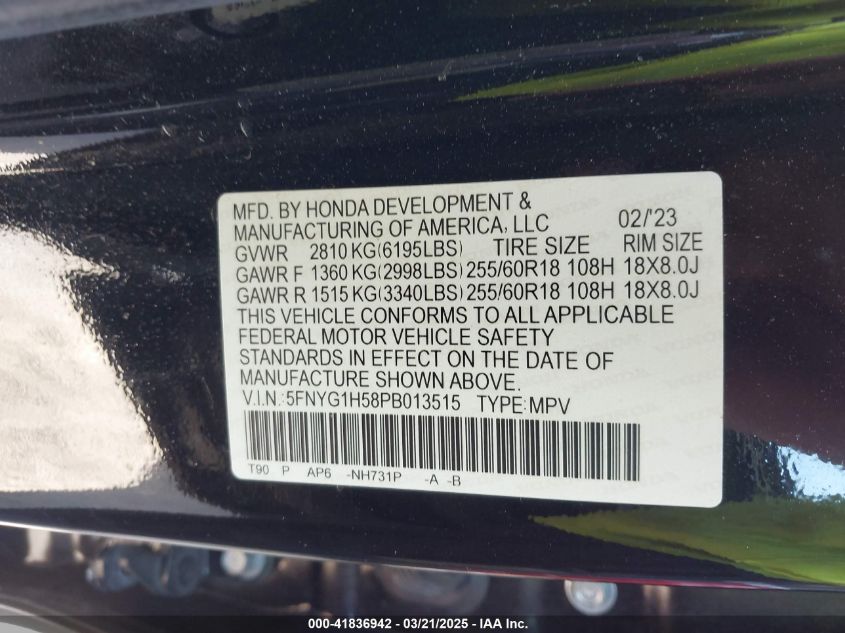 MFD. BY HONDA DEVELOPMENT &
MANUFACTURING OF AMERICA, LLC 02/'23
GVWR 2810 KG(6195LBS) TIRE SIZE RIM SIZE
GAWR F 1360 KG(2998LBS) 255/60R18 108H 18X8.0J
GAWR R 1515 KG(3340LBS) 255/60R18 108H 18X8.0J
THIS VEHICLE CONFORMS TO ALL APPLICABLE
FEDERAL MOTOR VEHICLE SAFETY
STANDARDS IN EFFECT ON THE DATE OF
MANUFACTURE SHOWN ABOVE.
V.I.N.:5FNYG1H58PB013515 TYPE:MPV
T90 P AP6 -NH731P -A -B
000-41836942 - 03/21/2025 - IAA Inc.